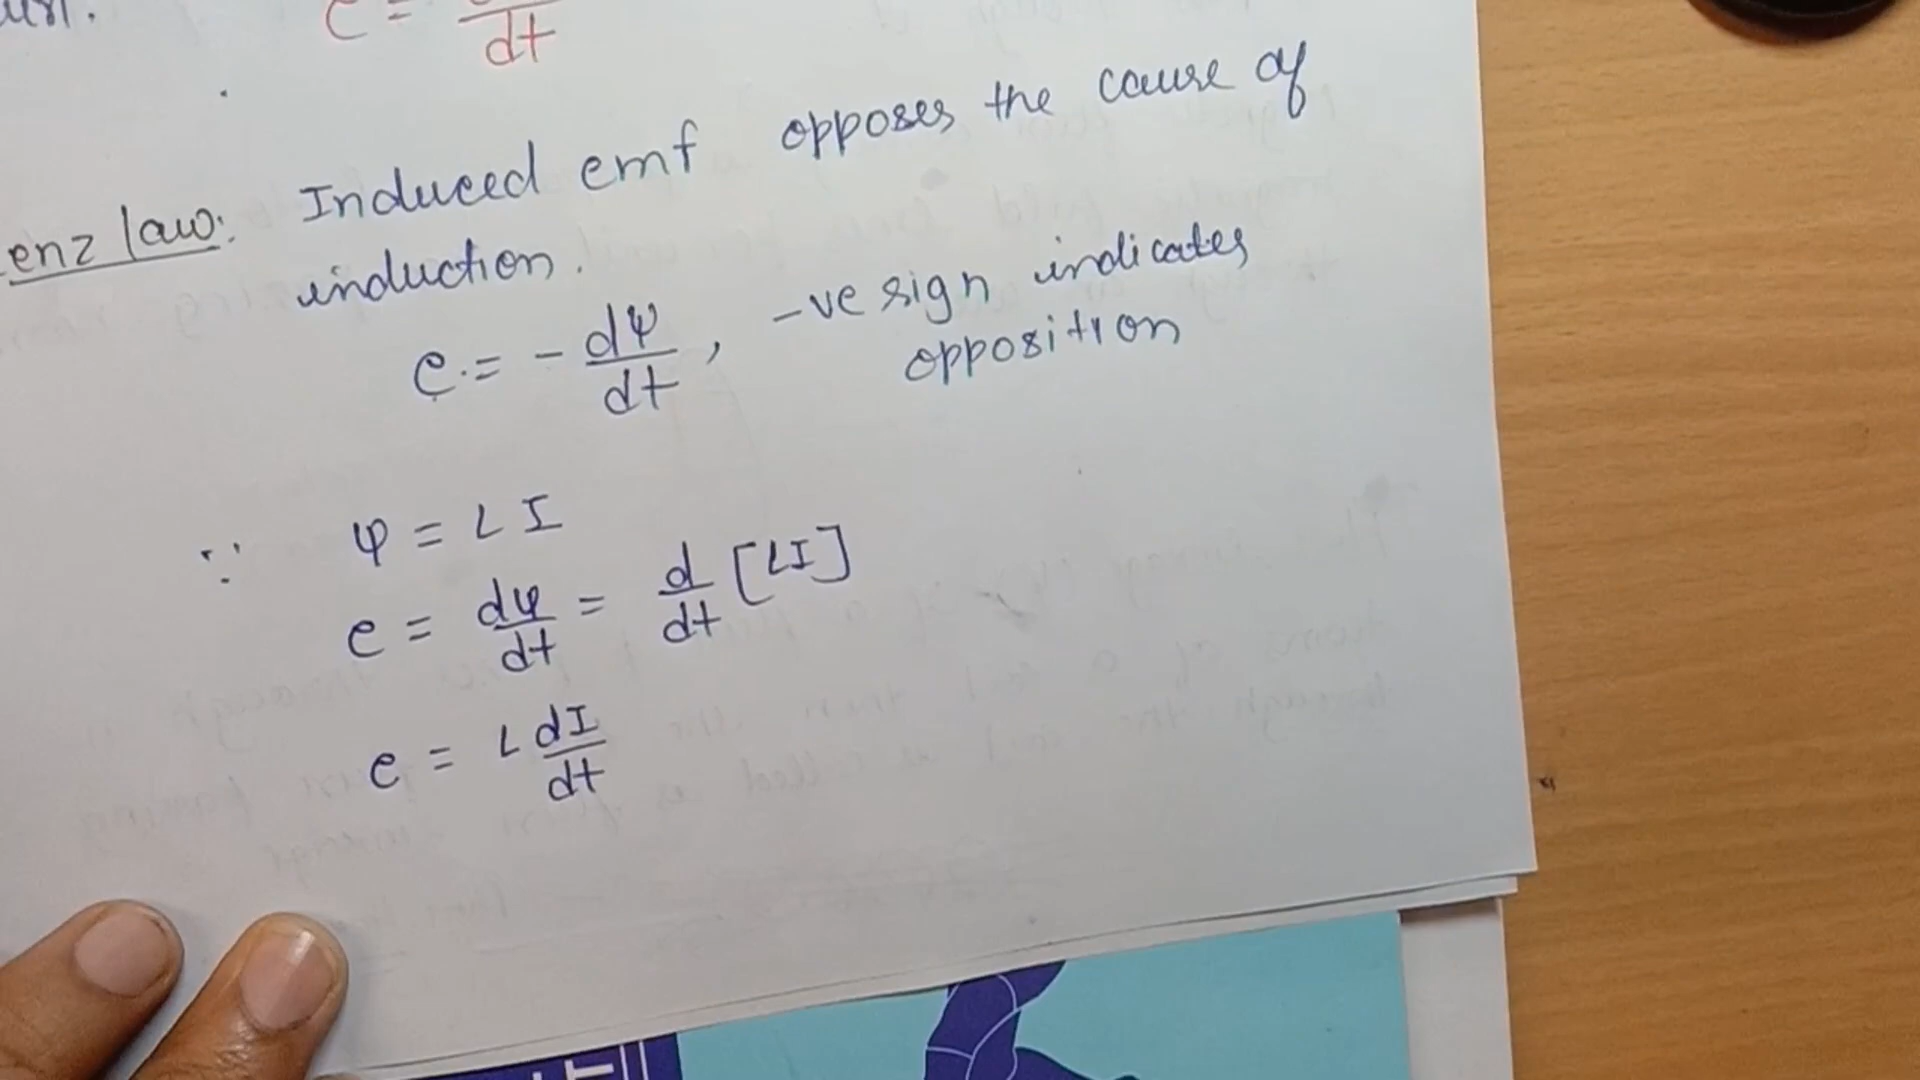 e = 
dt
Induced emf opposes the cause of
enz law:
induction.
e = - dψ/dt, -ve sign indicates
opposition
∵ ψ = LI
e = dψ/dt = d/dt [LI]
e = L dI/dt